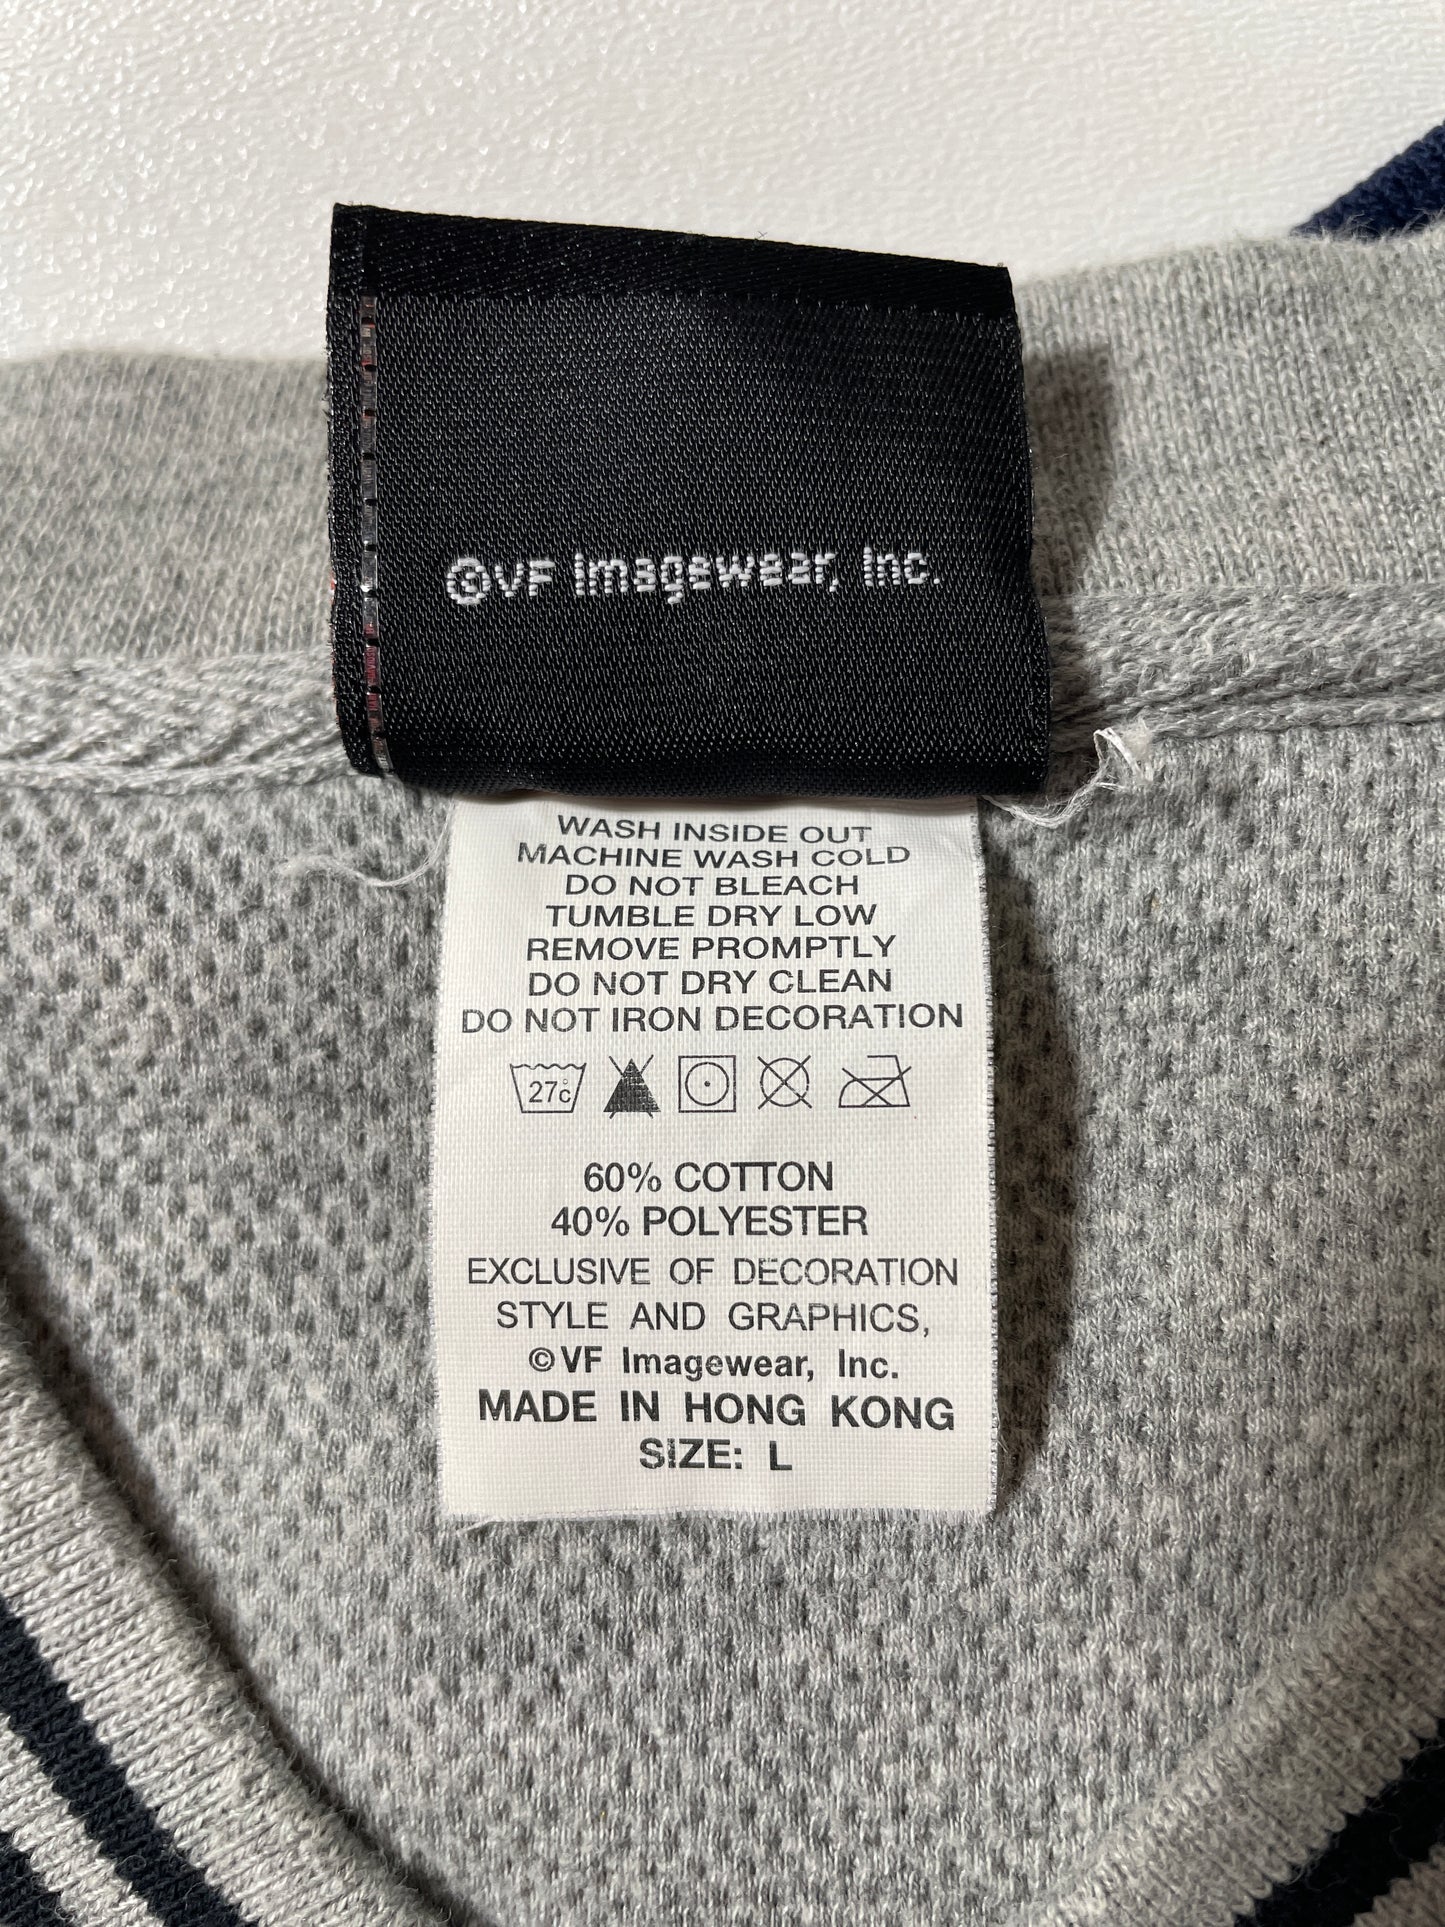 ©VF Imagewear, Inc.
WASH INSIDE OUT
MACHINE WASH COLD
DO NOT BLEACH
TUMBLE DRY LOW
REMOVE PROMPTLY
DO NOT DRY CLEAN
DO NOT IRON DECORATION
27°c
60% COTTON
40% POLYESTER
EXCLUSIVE OF DECORATION
STYLE AND GRAPHICS,
©VF Imagewear, Inc.
MADE IN HONG KONG
SIZE: L